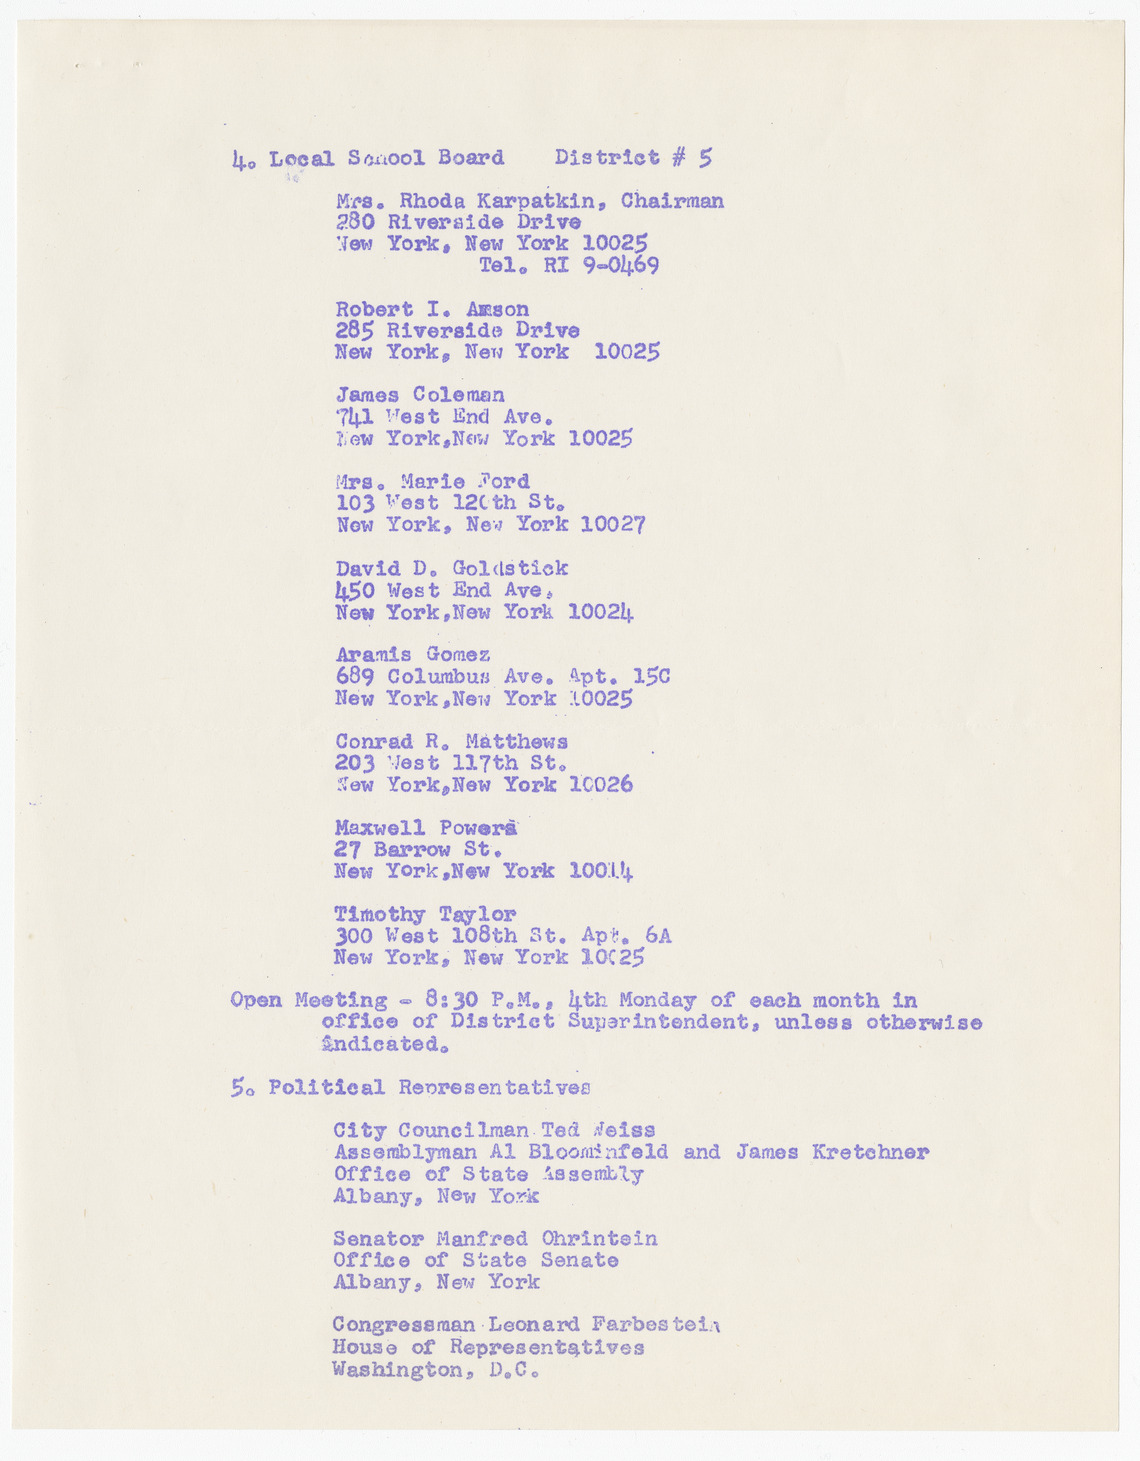 4. Local School Board District # 5
Mrs. Rhoda Karpatkin, Chairman
280 Riverside Drive
New York, New York 10025
Tel. RI 9-0469
Robert I. Amson
285 Riverside Drive
New York, New York 10025
James Coleman
741 West End Ave.
New York,New York 10025
Mrs. Marie Ford
103 West 120th St.
New York, New York 10027
David D. Goldstick
450 West End Ave.
New York,New York 10024
Aramis Gomez
689 Columbus Ave. Apt. 15C
New York,New York 10025
Conrad R. Matthews
203 West 117th St.
New York,New York 10026
Maxwell Powers
27 Barrow St.
New York,New York 10014
Timothy Taylor
300 West 108th St. Apt. 6A
New York, New York 10025
Open Meeting - 8:30 P.M., 4th Monday of each month in
office of District Superintendent, unless otherwise
indicated.
5. Political Representatives
City Councilman Ted Weiss
Assemblyman Al Bloominfeld and James Kretchner
Office of State Assembly
Albany, New York
Senator Manfred Ohrintein
Office of State Senate
Albany, New York
Congressman Leonard Farbestein
House of Representatives
Washington, D.C.